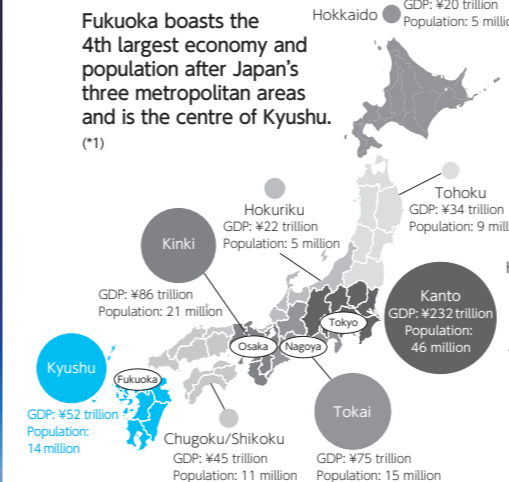 Fukuoka boasts the
4th largest economy and
population after Japan's
three metropolitan areas
and is the centre of Kyushu.
(*1)
Hokkaido
GDP: ¥20 trillion
Population: 5
Tohoku
GDP: ¥34 trillion
Population: 9
Hokuriku
GDP: ¥22 trillion
Population: 5 million
Kinki
GDP: ¥86 trillion
Population: 21 million
Kanto
GDP: ¥232 trillion
Population:
46 million
Tokyo
Osaka
Nagoya
Kyushu
Fukuoka
GDP: ¥52 trillion
Population:
14 million
Chugoku/Shikoku
GDP: ¥45 trillion
Population: 11 million
Tokai
GDP: ¥75 trillion
Population: 15 million